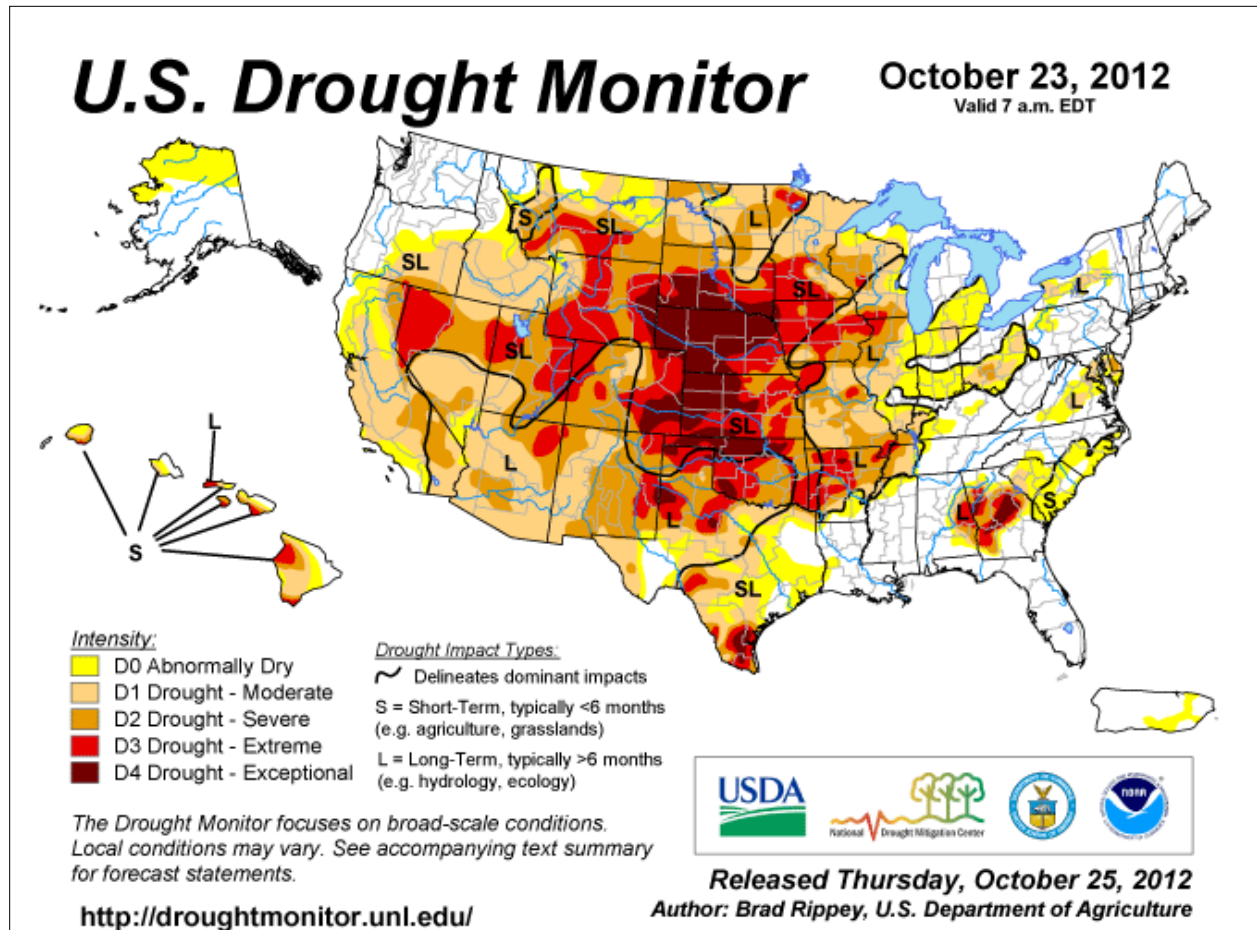 U.S. Drought Monitor
October 23, 2012
Valid 7 a.m. EDT
S
SL
L
SL
L
SL
SL
L
L
L
SL
L
L
L
L
S
SL
L
S
Intensity:
D0 Abnormally Dry
D1 Drought - Moderate
D2 Drought - Severe
D3 Drought - Extreme
D4 Drought - Exceptional
Drought Impact Types:
Delineates dominant impacts
S = Short-Term, typically <6 months
(e.g. agriculture, grasslands)
L = Long-Term, typically >6 months
(e.g. hydrology, ecology)
The Drought Monitor focuses on broad-scale conditions.
Local conditions may vary. See accompanying text summary
for forecast statements.
http://droughtmonitor.unl.edu/
USDA
National Drought Mitigation Center
NOAA
Released Thursday, October 25, 2012
Author: Brad Rippey, U.S. Department of Agriculture